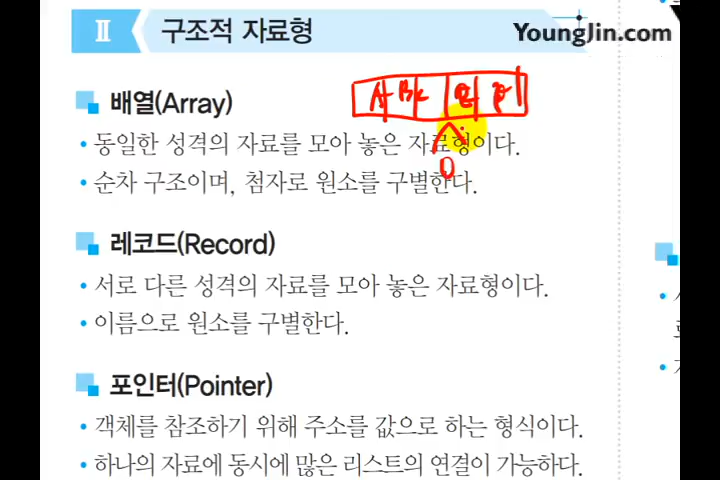 Ⅱ 구조적 자료형
YoungJin.com
배열(Array)
• 동일한 성격의 자료를 모아 놓은 자료형이다.
• 순차 구조이며, 첨자로 원소를 구별한다.
레코드(Record)
• 서로 다른 성격의 자료를 모아 놓은 자료형이다.
• 이름으로 원소를 구별한다.
포인터(Pointer)
• 객체를 참조하기 위해 주소를 값으로 하는 형식이다.
• 하나의 자료에 동시에 많은 리스트의 연결이 가능하다.